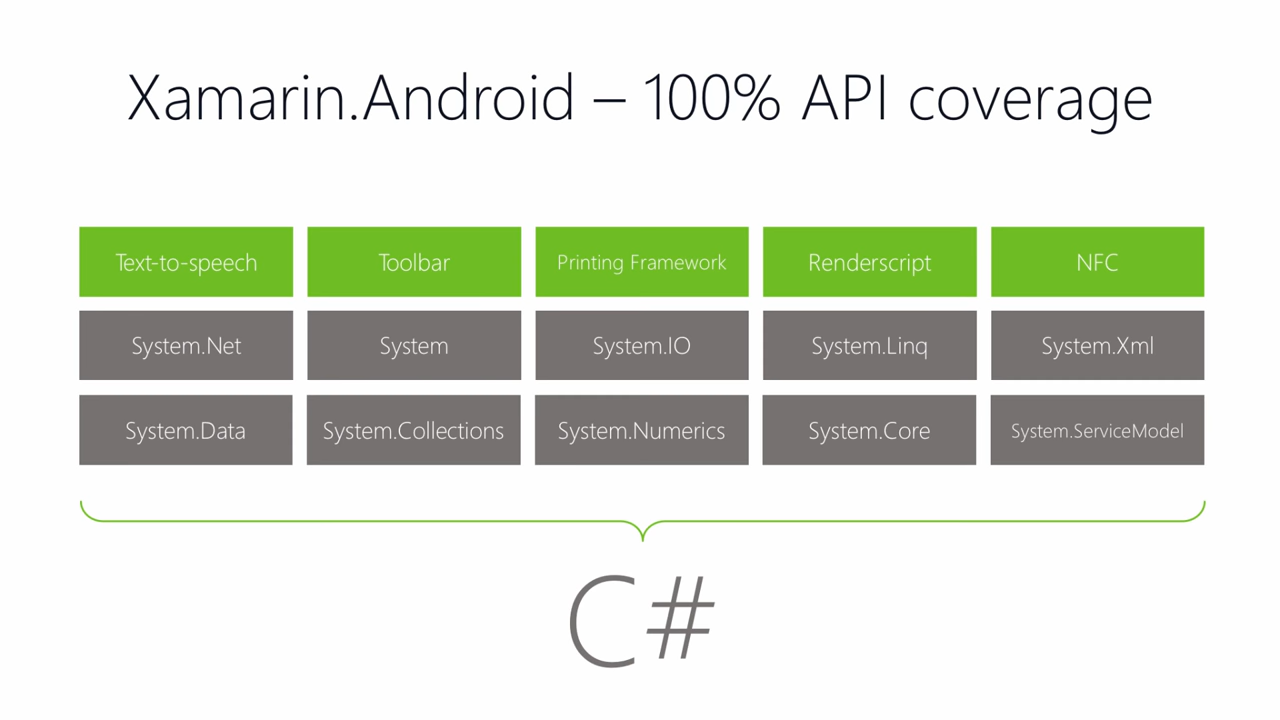 Xamarin.Android – 100% API coverage
Text-to-speech
Toolbar
Printing Framework
Renderscript
NFC
System.Net
System
System.IO
System.Linq
System.Xml
System.Data
System.Collections
System.Numerics
System.Core
System.ServiceModel
C#